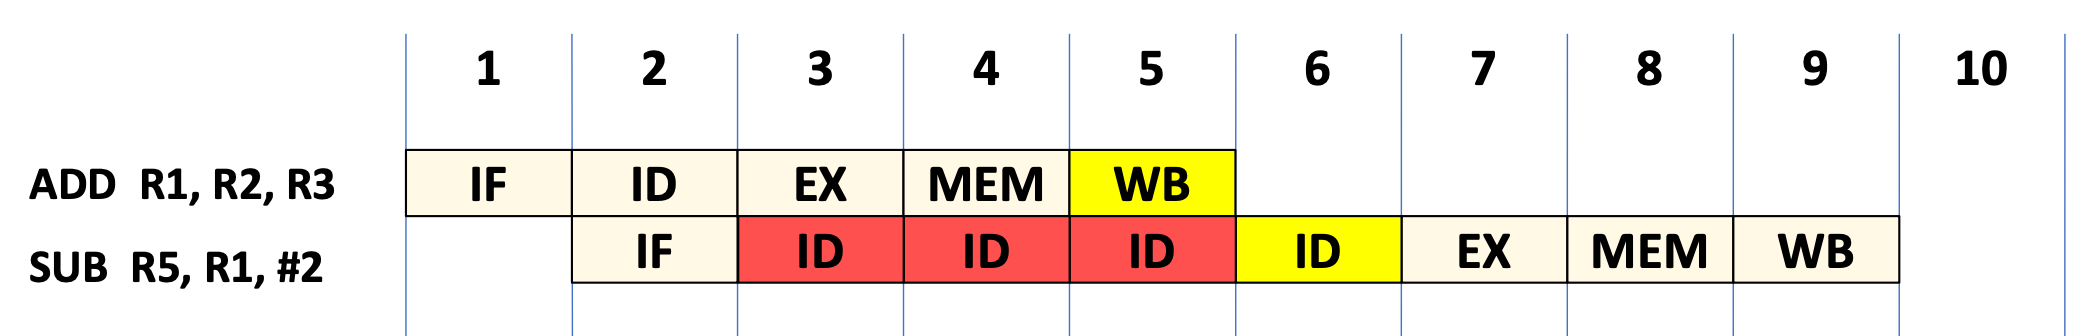 1 2 3 4 5 6 7 8 9 10
ADD R1, R2, R3 IF ID EX MEM WB
SUB R5, R1, #2 IF ID ID ID ID EX MEM WB